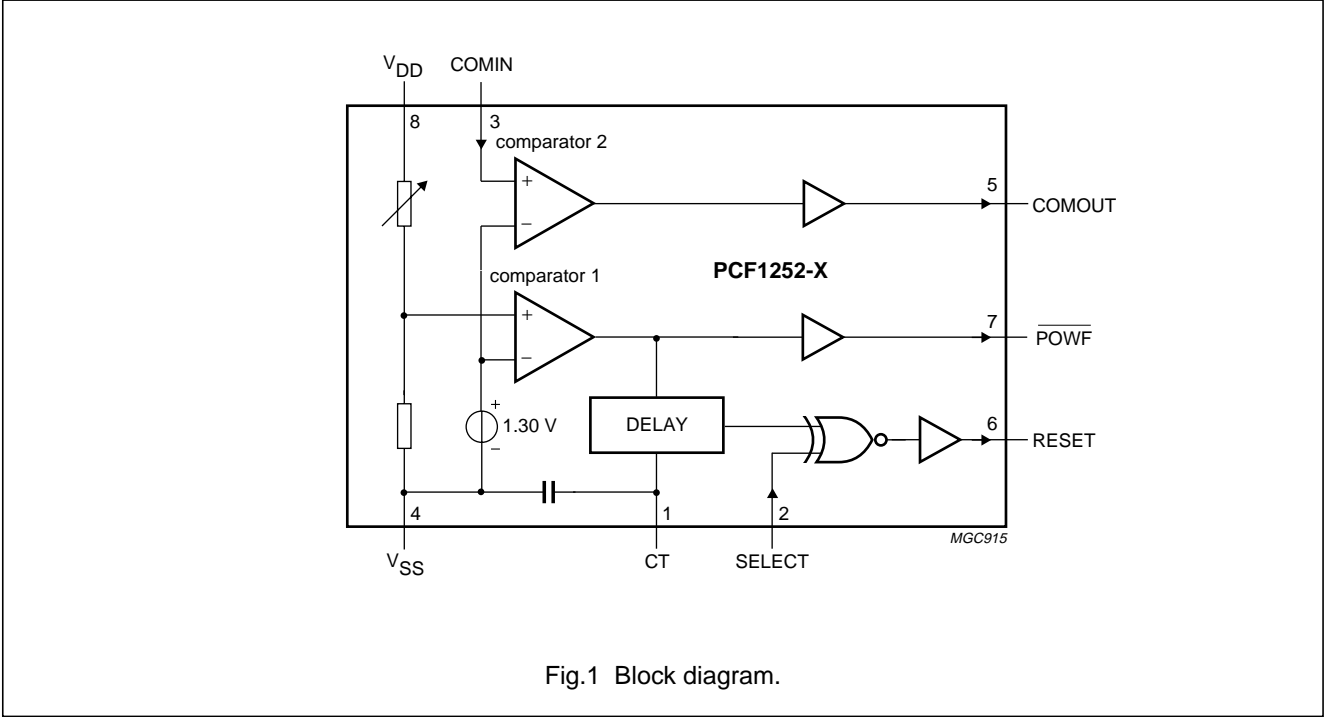 VDD COMIN
8 3
comparator 2
+
−
5
COMOUT
PCF1252-X
comparator 1
+
−
7
POWF
+
1.30 V
−
DELAY
6
RESET
4 1 2
MGC915
VSS CT SELECT
Fig.1 Block diagram.